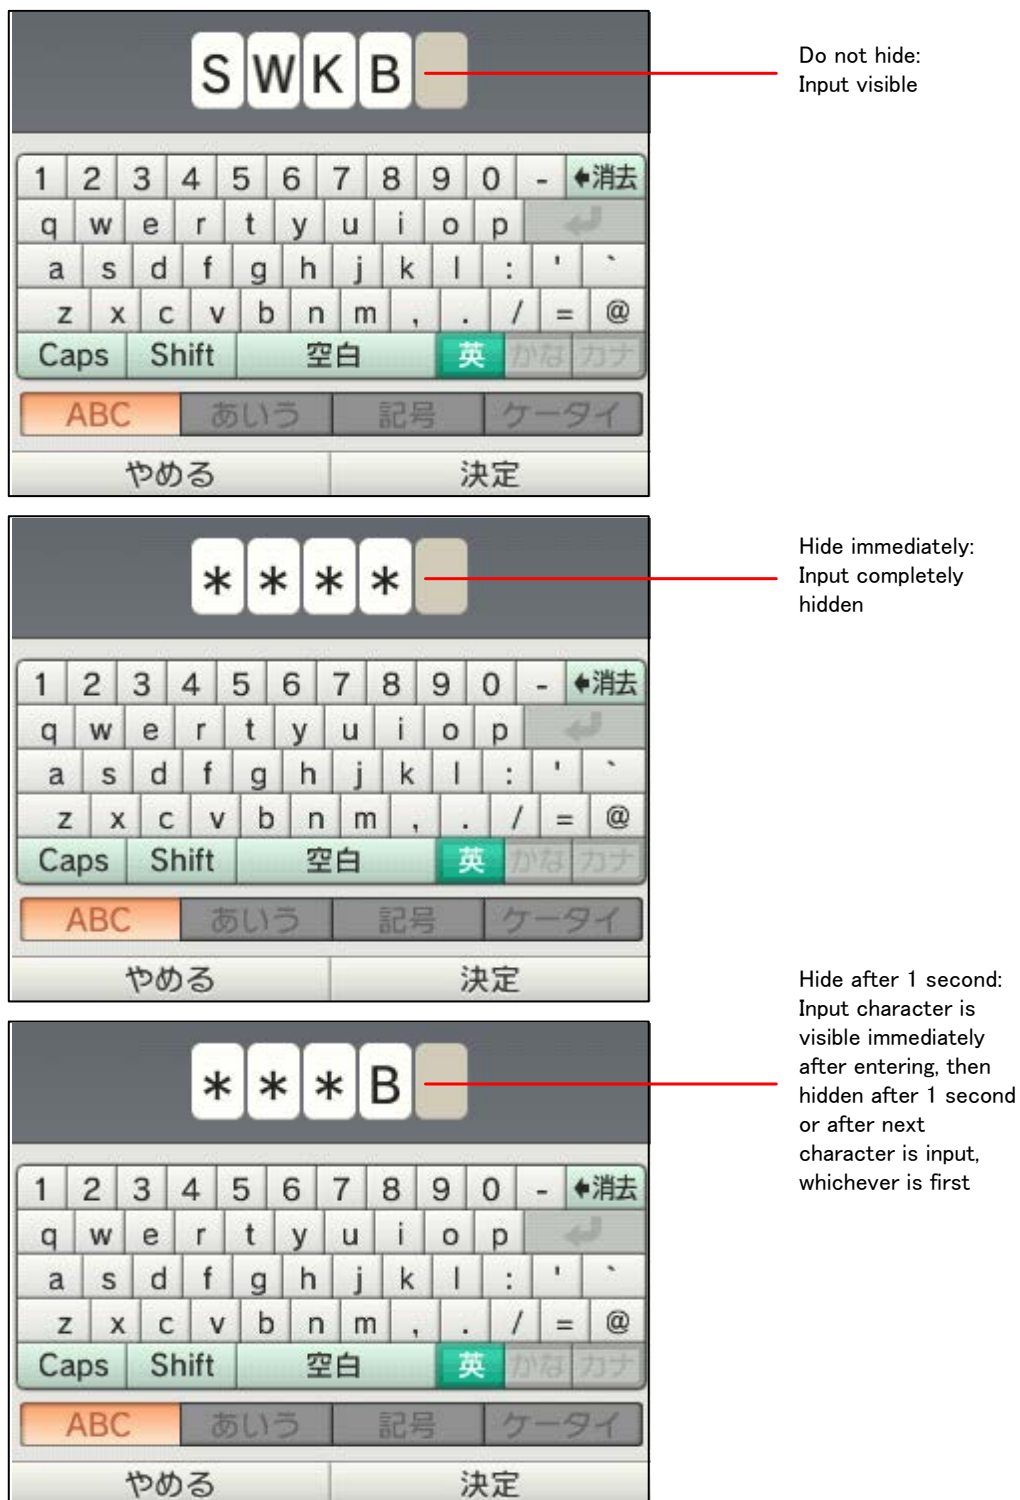 S W K B
Do not hide:
Input visible
1 2 3 4 5 6 7 8 9 0 - 消去
q w e r t y u i o p
a s d f g h j k l : ' `
z x c v b n m , . / = @
Caps Shift 空白 英 かな カナ
ABC あいう 記号 ケータイ
やめる 決定
* * * *
Hide immediately:
Input completely
hidden
1 2 3 4 5 6 7 8 9 0 - 消去
q w e r t y u i o p
a s d f g h j k l : ' `
z x c v b n m , . / = @
Caps Shift 空白 英 かな カナ
ABC あいう 記号 ケータイ
やめる 決定
* * * B
Hide after 1 second:
Input character is
visible immediately
after entering, then
hidden after 1 second
or after next
character is input,
whichever is first
1 2 3 4 5 6 7 8 9 0 - 消去
q w e r t y u i o p
a s d f g h j k l : ' `
z x c v b n m , . / = @
Caps Shift 空白 英 かな カナ
ABC あいう 記号 ケータイ
やめる 決定